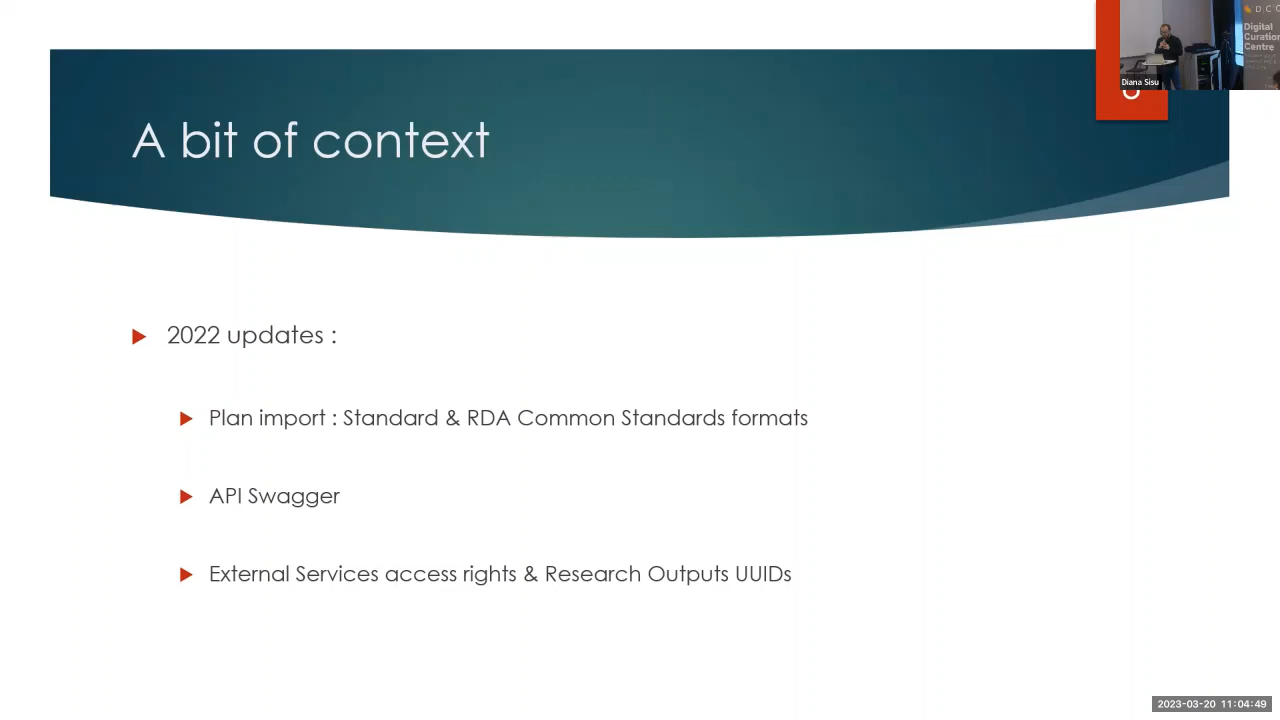 D C C
Digital
Curation
Centre
Diana Sisu
A bit of context
2022 updates :
Plan import : Standard & RDA Common Standards formats
API Swagger
External Services access rights & Research Outputs UUIDs
2023-03-20 11:04:49